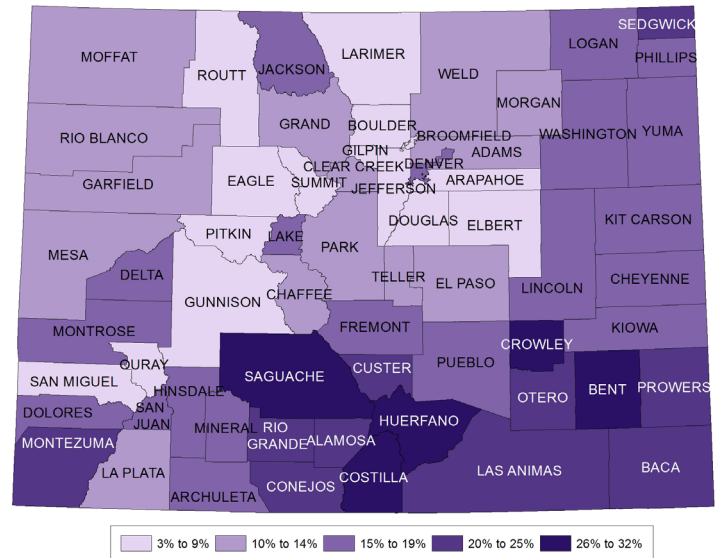 SEDGWICK
LARIMER
LOGAN
MOFFAT
PHILLIPS
JACKSON
ROUTT
WELD
MORGAN
GRAND
BOULDER
RIO BLANCO
BROOMFIELD
WASHINGTON
YUMA
GILPIN
ADAMS
CLEAR CREEK
DENVER
GARFIELD
EAGLE
SUMMIT
ARAPAHOE
JEFFERSON
DOUGLAS
ELBERT
KIT CARSON
PITKIN
LAKE
PARK
MESA
DELTA
TELLER
EL PASO
CHEYENNE
LINCOLN
CHAFFEE
GUNNISON
FREMONT
KIOWA
MONTROSE
CROWLEY
PUEBLO
OURAY
CUSTER
SAGUACHE
SAN MIGUEL
BENT
PROWERS
HINSDALE
OTERO
DOLORES
SAN
JUAN
HUERFANO
MINERAL
RIO
GRANDE
ALAMOSA
MONTEZUMA
LA PLATA
COSTILLA
LAS ANIMAS
BACA
CONEJOS
ARCHULETA
3% to 9%
10% to 14%
15% to 19%
20% to 25%
26% to 32%